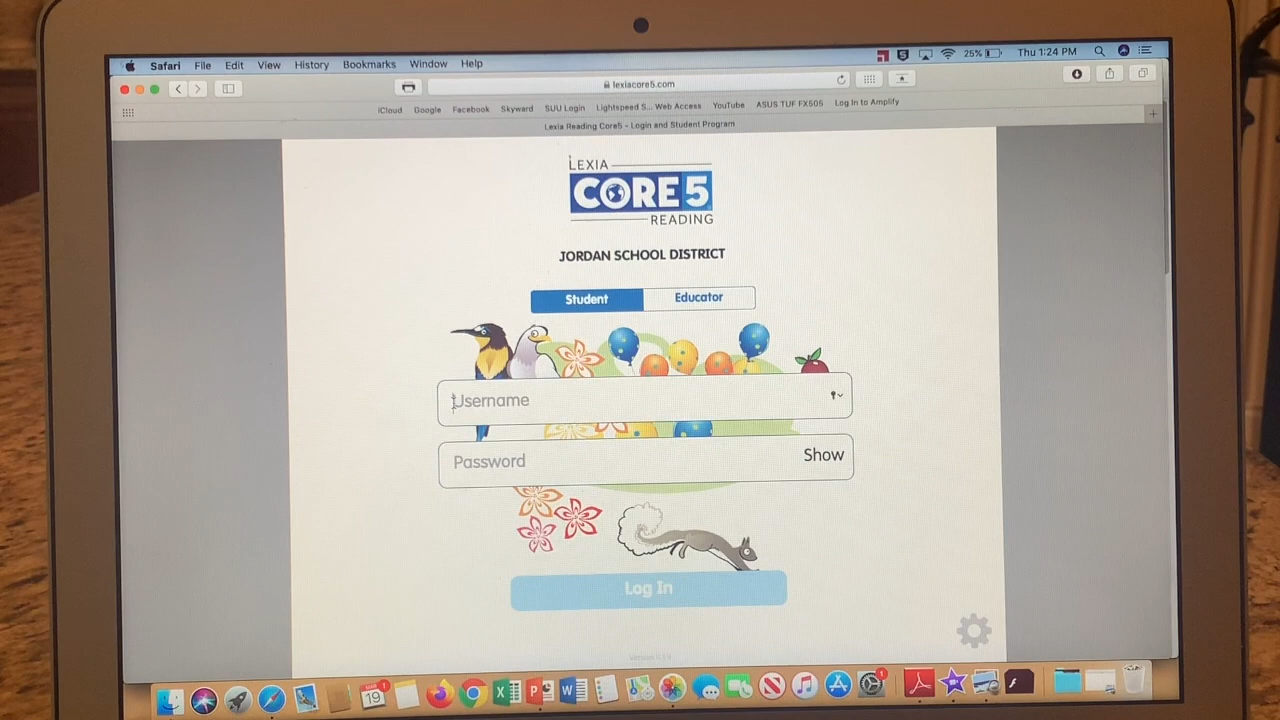 Safari File Edit View History Bookmarks Window Help 25% Thu 1:24 PM
lexiacore5.com
iCloud Google Facebook Skyward SUU Login Lightspeed S... Web Access YouTube ASUS TUF FX505 Log In to Amplify
Lexia Reading Core5 - Login and Student Program
LEXIA
CORE5
READING
JORDAN SCHOOL DISTRICT
Student Educator
Username
Password Show
Log In
19